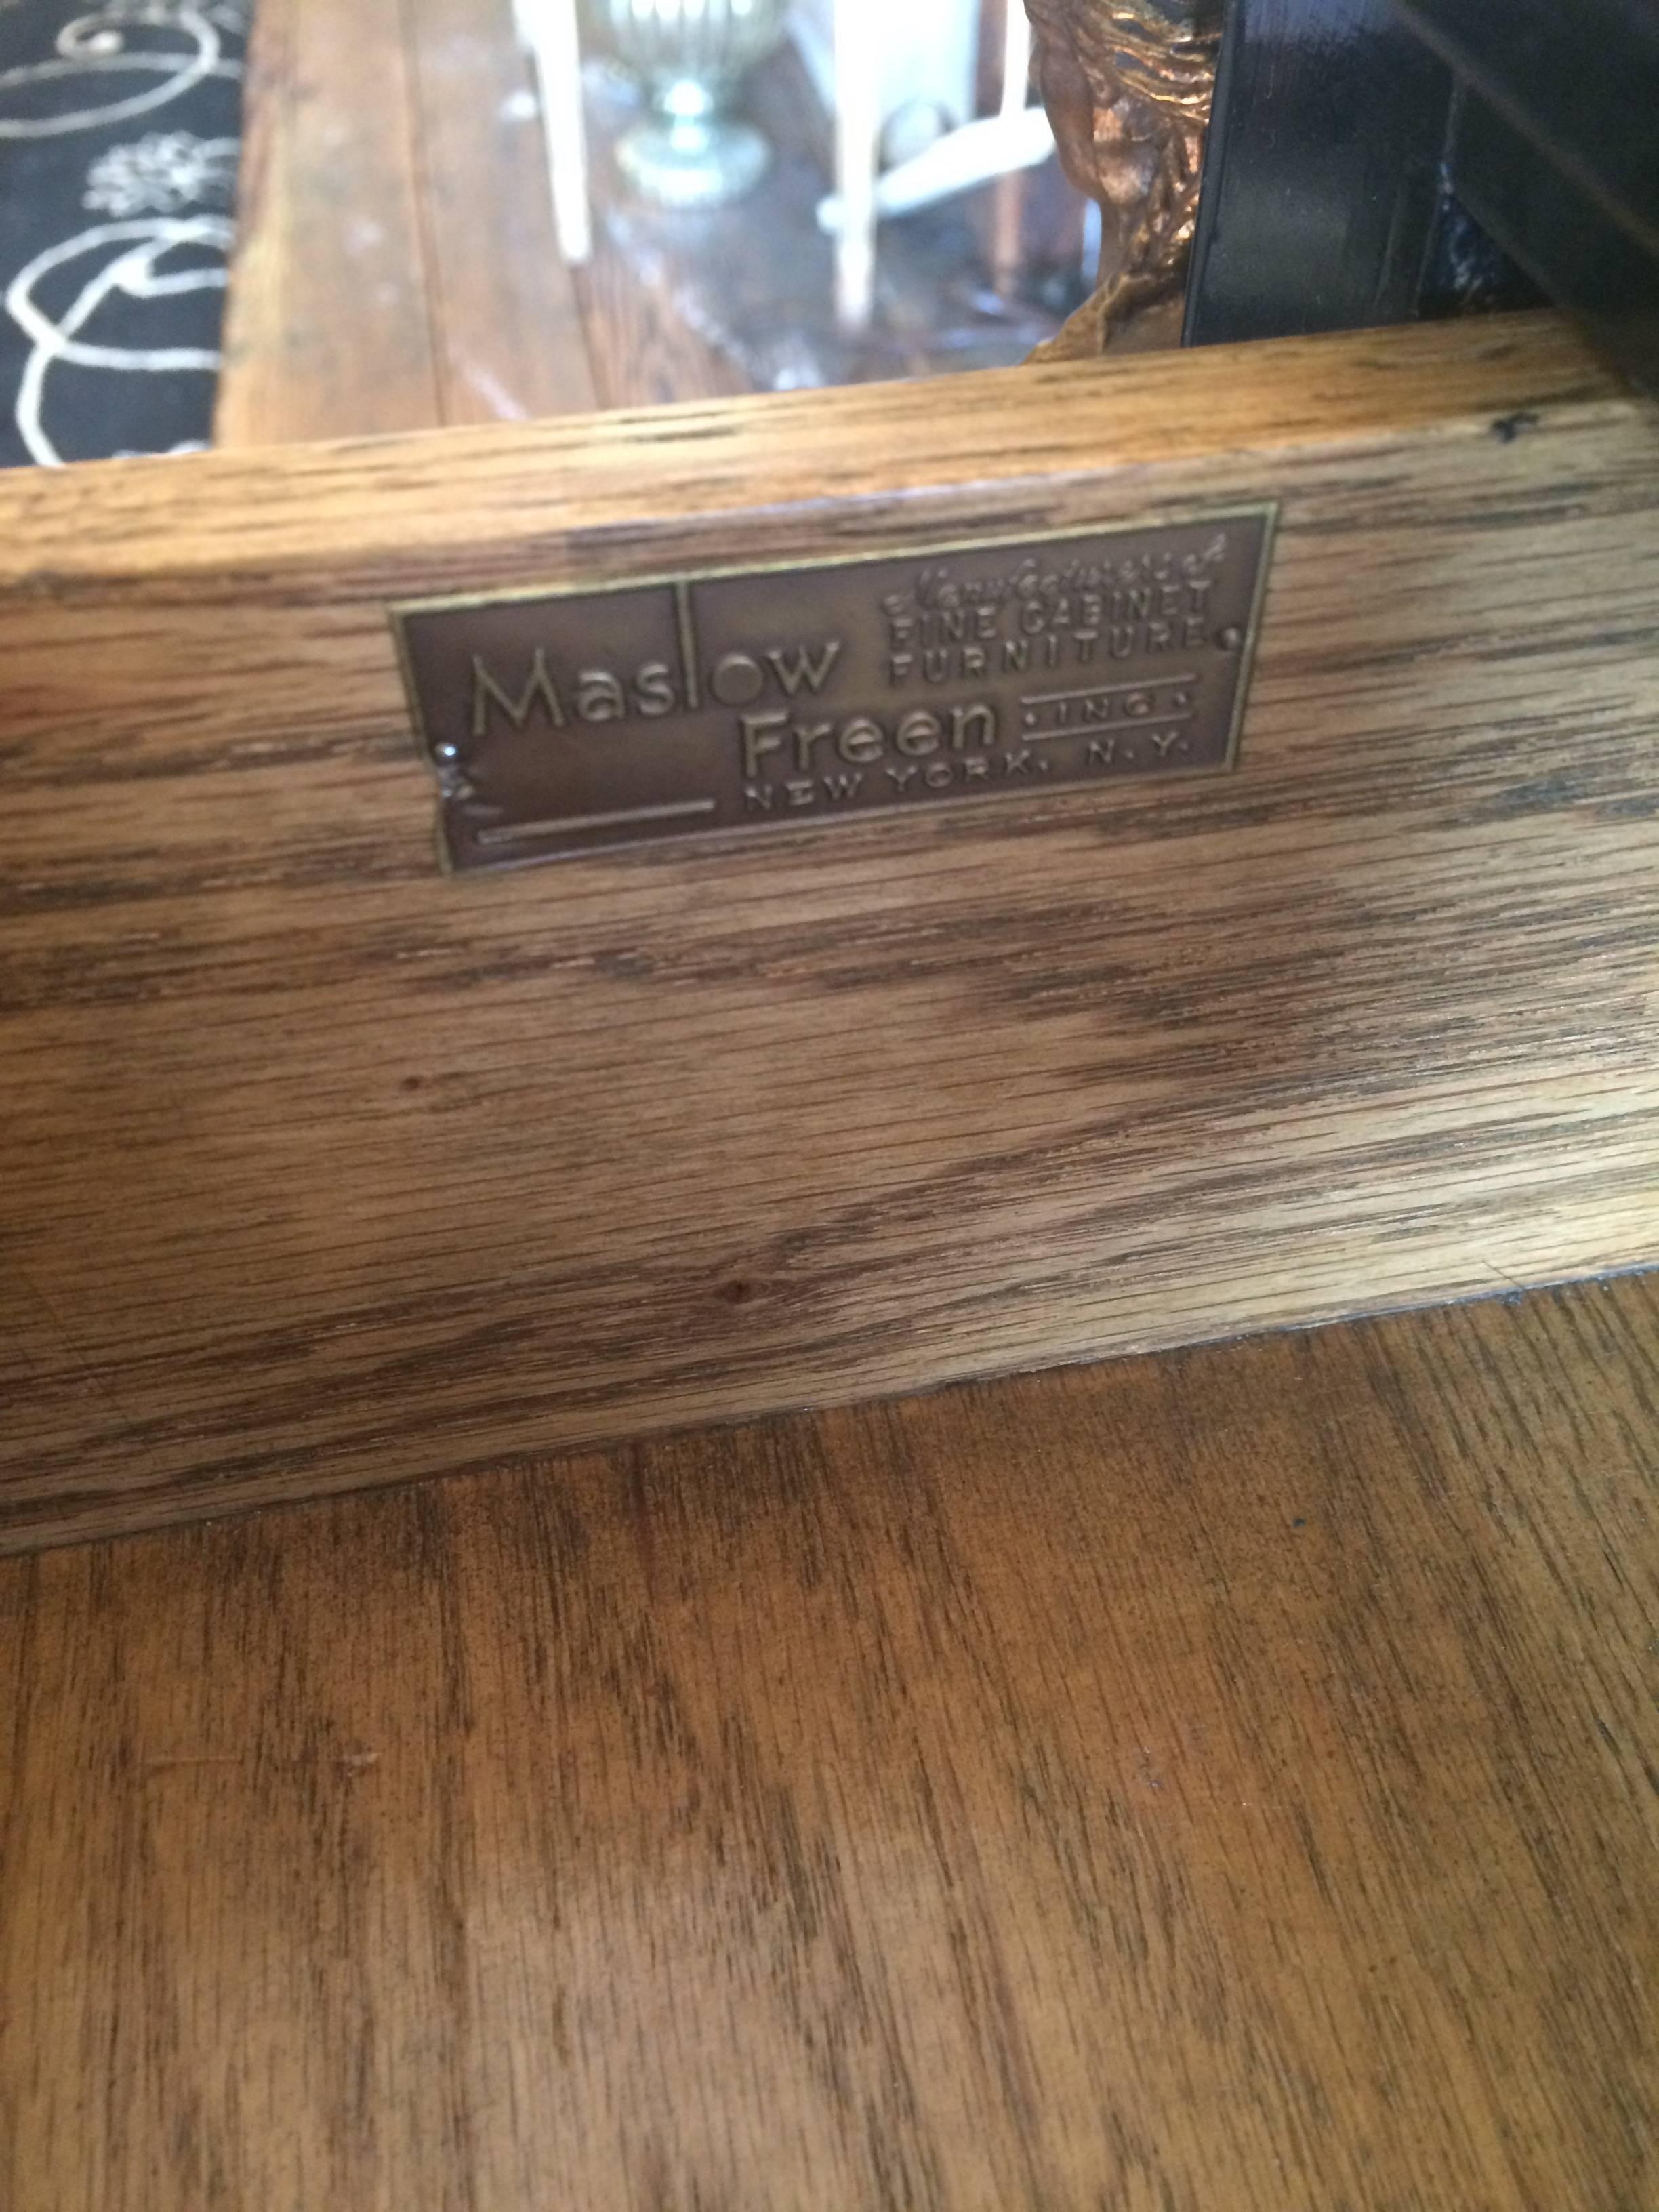 Maslow
Freen
Manufacturers of
FINE CABINET
FURNITURE
· INC ·
NEW YORK, N. Y.